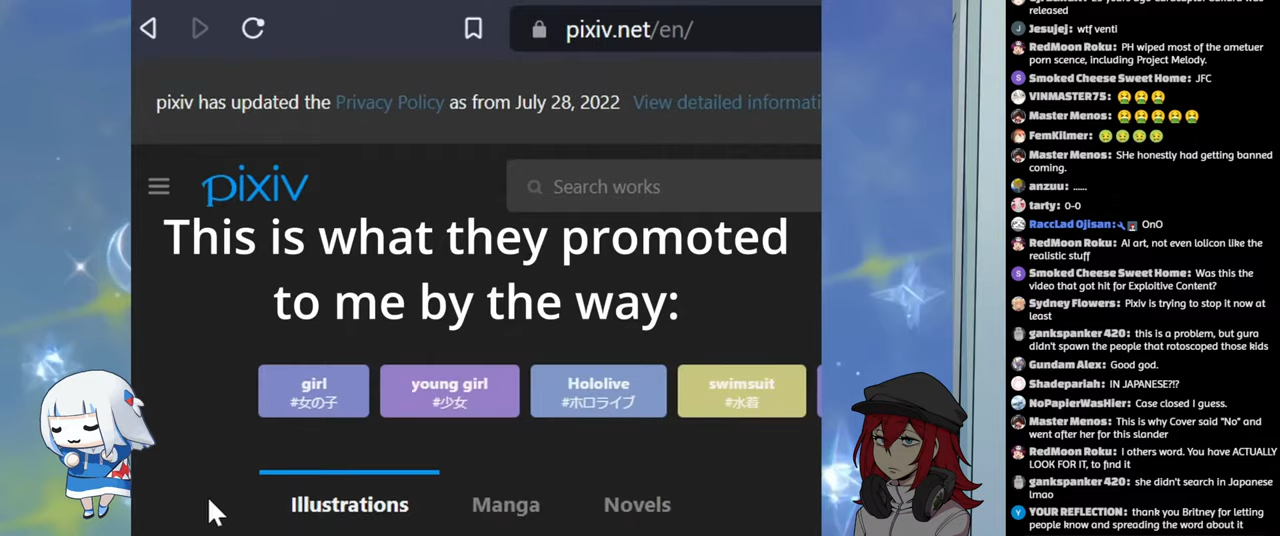 pixiv.net/en/
pixiv has updated the Privacy Policy as from July 28, 2022 View detailed informati
pixiv
Search works
This is what they promoted
to me by the way:
girl
#女の子
young girl
#少女
Hololive
#ホロライブ
swimsuit
#水着
Illustrations
Manga
Novels
released
Jesujej: wtf venti
RedMoon Roku: PH wiped most of the ametuer
porn scence, including Project Melody.
Smoked Cheese Sweet Home: JFC
VINMASTER75: 🤮🤮🤮
Master Menos: 🤮🤮🤮🤮🤮
FemKilmer: 🤢🤢🤢🤢
Master Menos: SHe honestly had getting banned
coming.
anzuu: ......
tarty: 0-0
RaccLad Ojisan: OnO
RedMoon Roku: AI art, not even lolicon like the
realistic stuff
Smoked Cheese Sweet Home: Was this the
video that got hit for Exploitive Content?
Sydney Flowers: Pixiv is trying to stop it now at
least
gankspanker 420: this is a problem, but gura
didn't spawn the people that rotoscoped those kids
Gundam Alex: Good god.
Shadepariah: IN JAPANESE?!?
NoPapierWasHier: Case closed I guess.
Master Menos: This is why Cover said "No" and
went after her for this slander
RedMoon Roku: I others word. You have ACTUALLY
LOOK FOR IT, to find it
gankspanker 420: she didn't search in Japanese
lmao
YOUR REFLECTION: thank you Britney for letting
people know and spreading the word about it